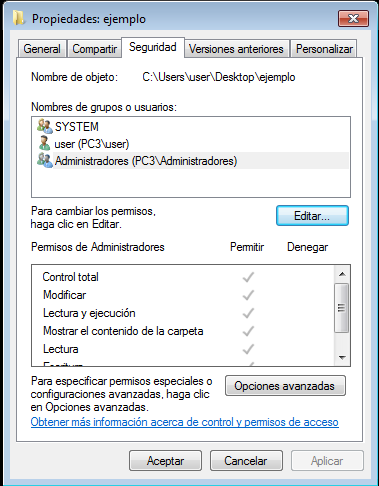 Propiedades: ejemplo
General Compartir Seguridad Versiones anteriores Personalizar
Nombre de objeto: C:\Users\user\Desktop\ejemplo
Nombres de grupos o usuarios:
SYSTEM
user (PC3\user)
Administradores (PC3\Administradores)
Para cambiar los permisos,
haga clic en Editar.
Editar...
Permisos de Administradores Permitir Denegar
Control total
Modificar
Lectura y ejecución
Mostrar el contenido de la carpeta
Lectura
Escritura
Para especificar permisos especiales o
configuraciones avanzadas, haga clic
en Opciones avanzadas.
Opciones avanzadas
Obtener más información acerca de control y permisos de acceso
Aceptar Cancelar Aplicar